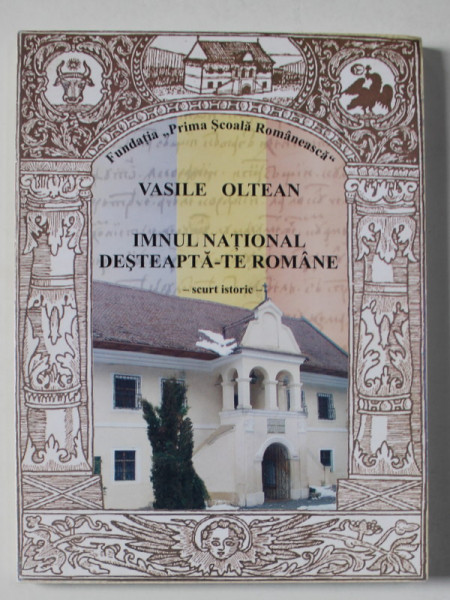 Fundația „Prima Școală Românească”
VASILE OLTEAN
IMNUL NAȚIONAL
DEȘTEAPTĂ-TE ROMÂNE
– scurt istoric –